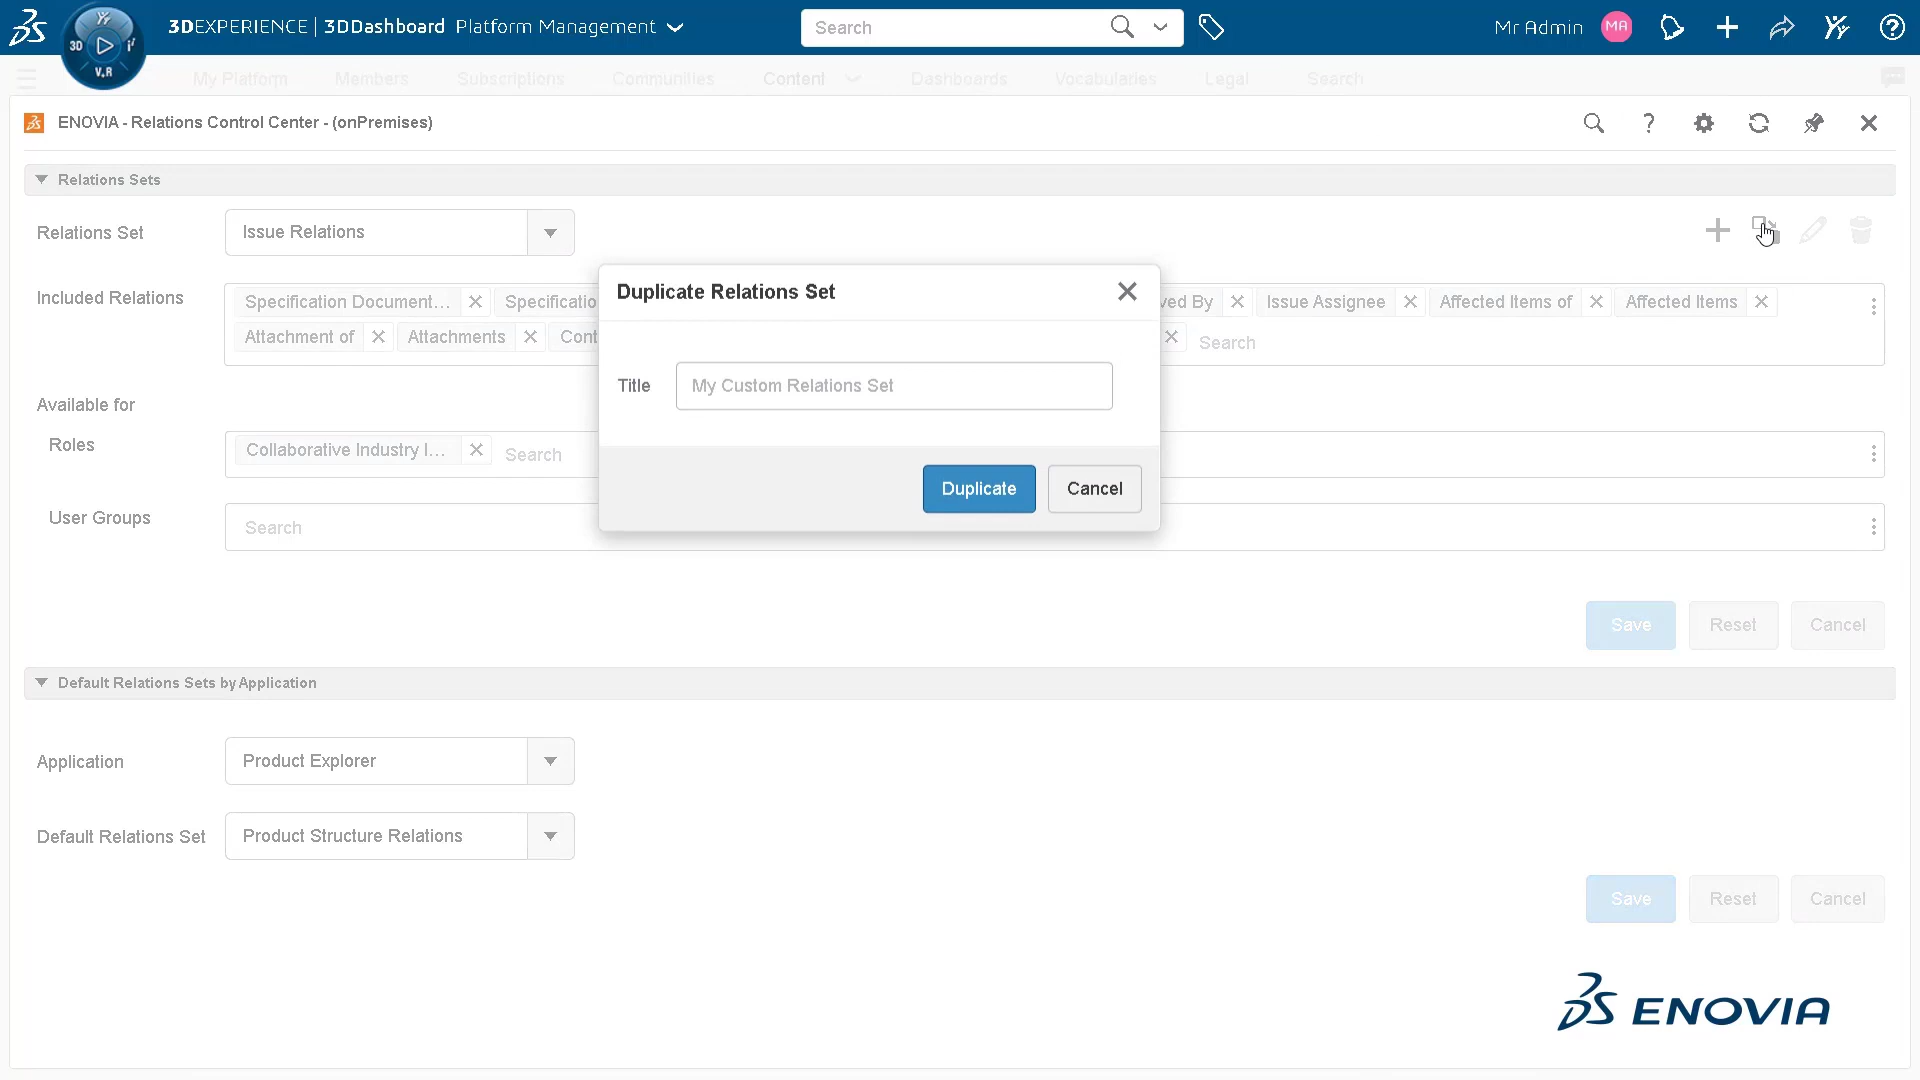 3DEXPERIENCE | 3DDashboard Platform Management
Search
Mr Admin
MA
3D
V.R
My Platform Members Subscriptions Communities Content Dashboards Vocabularies Legal Search
ENOVIA - Relations Control Center - (onPremises)
Relations Sets
Relations Set
Issue Relations
Duplicate Relations Set
Included Relations
Specification Document...
Specificatio
ved By
Issue Assignee
Affected Items of
Affected Items
Attachment of
Attachments
Cont
Search
Title
My Custom Relations Set
Available for
Roles
Collaborative Industry I...
Search
Duplicate
Cancel
User Groups
Search
Save
Reset
Cancel
Default Relations Sets by Application
Application
Product Explorer
Default Relations Set
Product Structure Relations
Save
Reset
Cancel
ENOVIA